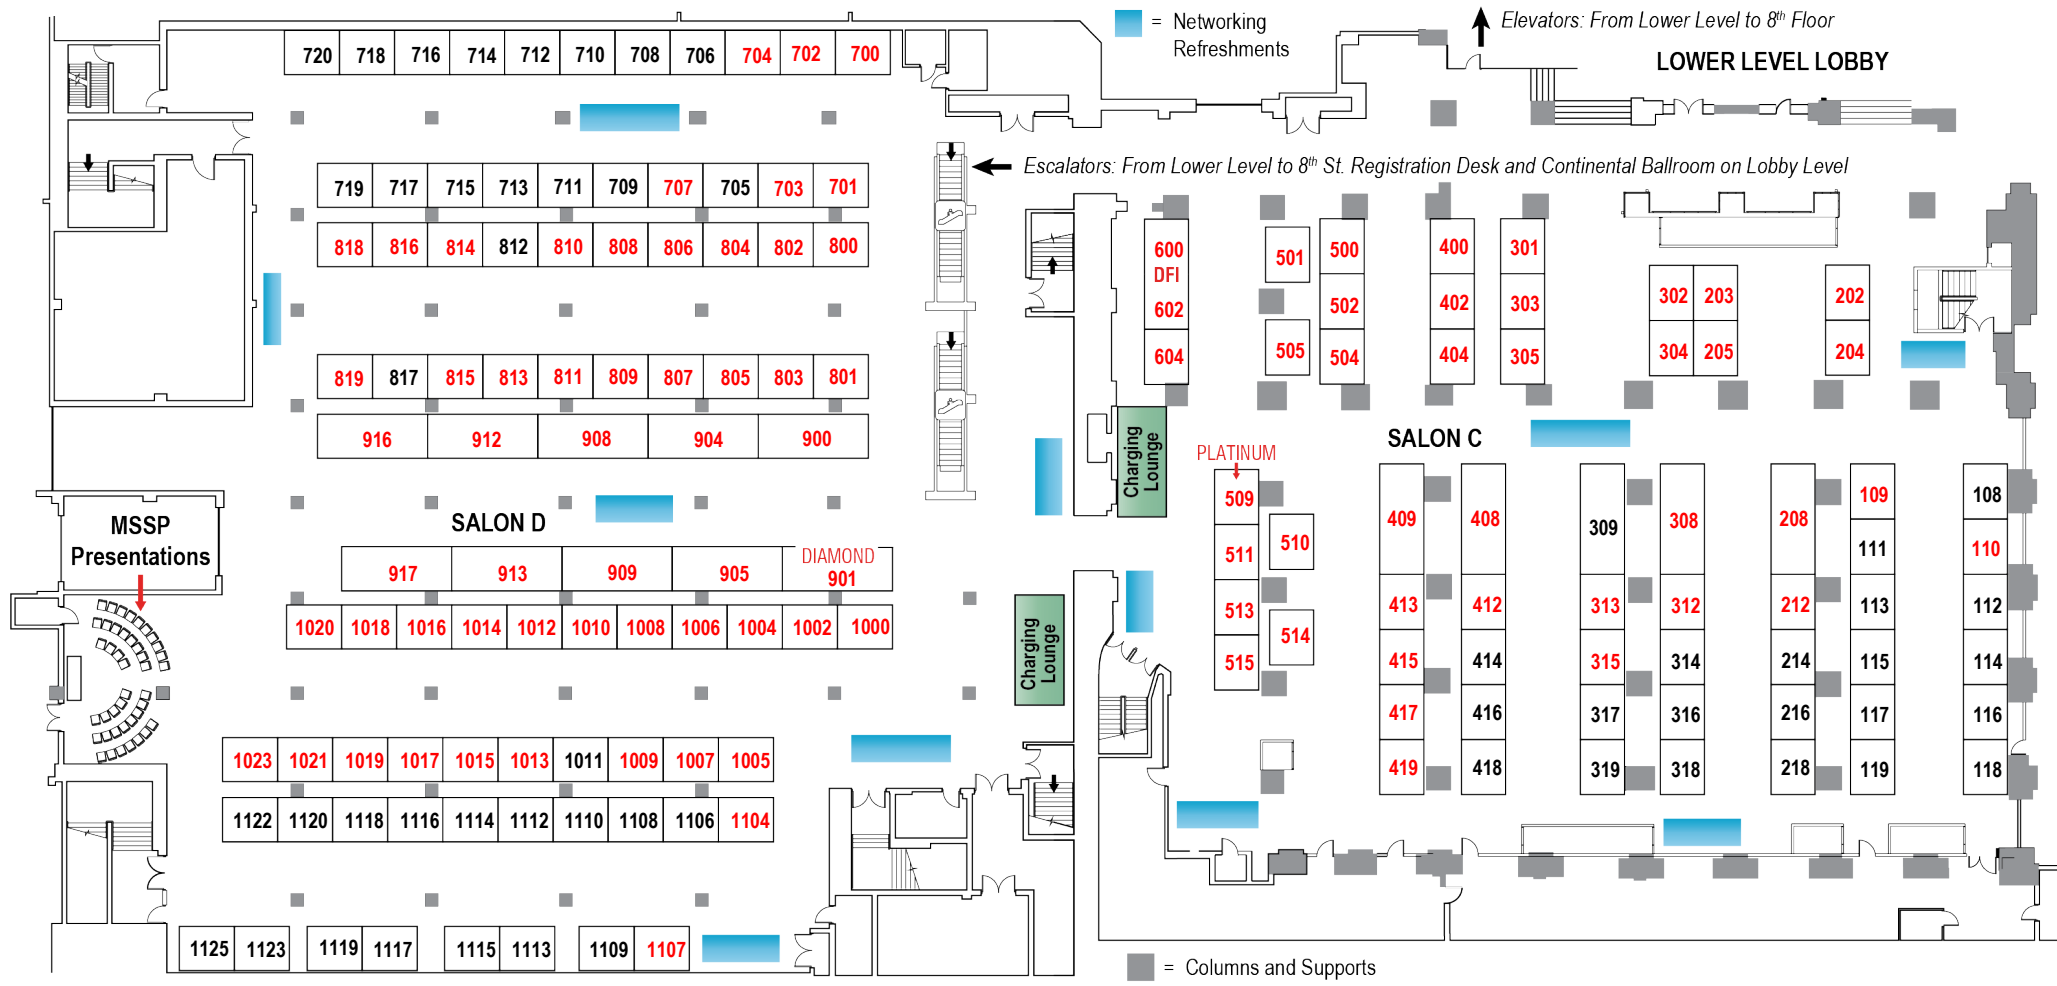 = Networking
Refreshments
Elevators: From Lower Level to 8th Floor
LOWER LEVEL LOBBY
720 718 716 714 712 710 708 706 704 702 700
Escalators: From Lower Level to 8th St. Registration Desk and Continental Ballroom on Lobby Level
719 717 715 713 711 709 707 705 703 701
818 816 814 812 810 808 806 804 802 800
819 817 815 813 811 809 807 805 803 801
916 912 908 904 900
SALON D
MSSP
Presentations
DIAMOND
917 913 909 905 901
1020 1018 1016 1014 1012 1010 1008 1006 1004 1002 1000
Charging
Lounge
1023 1021 1019 1017 1015 1013 1011 1009 1007 1005
1122 1120 1118 1116 1114 1112 1110 1108 1106 1104
1125 1123 1119 1117 1115 1113 1109 1107
600 501 500 400 301
DFI
602 502 402 303 302 203 202
604 505 504 404 305 304 205 204
Charging
Lounge
SALON C
PLATINUM
509 409 408 309 308 208 109 108
511 510 111 110
513 413 412 313 312 212 113 112
515 514 415 414 315 314 214 115 114
417 416 317 316 216 117 116
419 418 319 318 218 119 118
= Columns and Supports